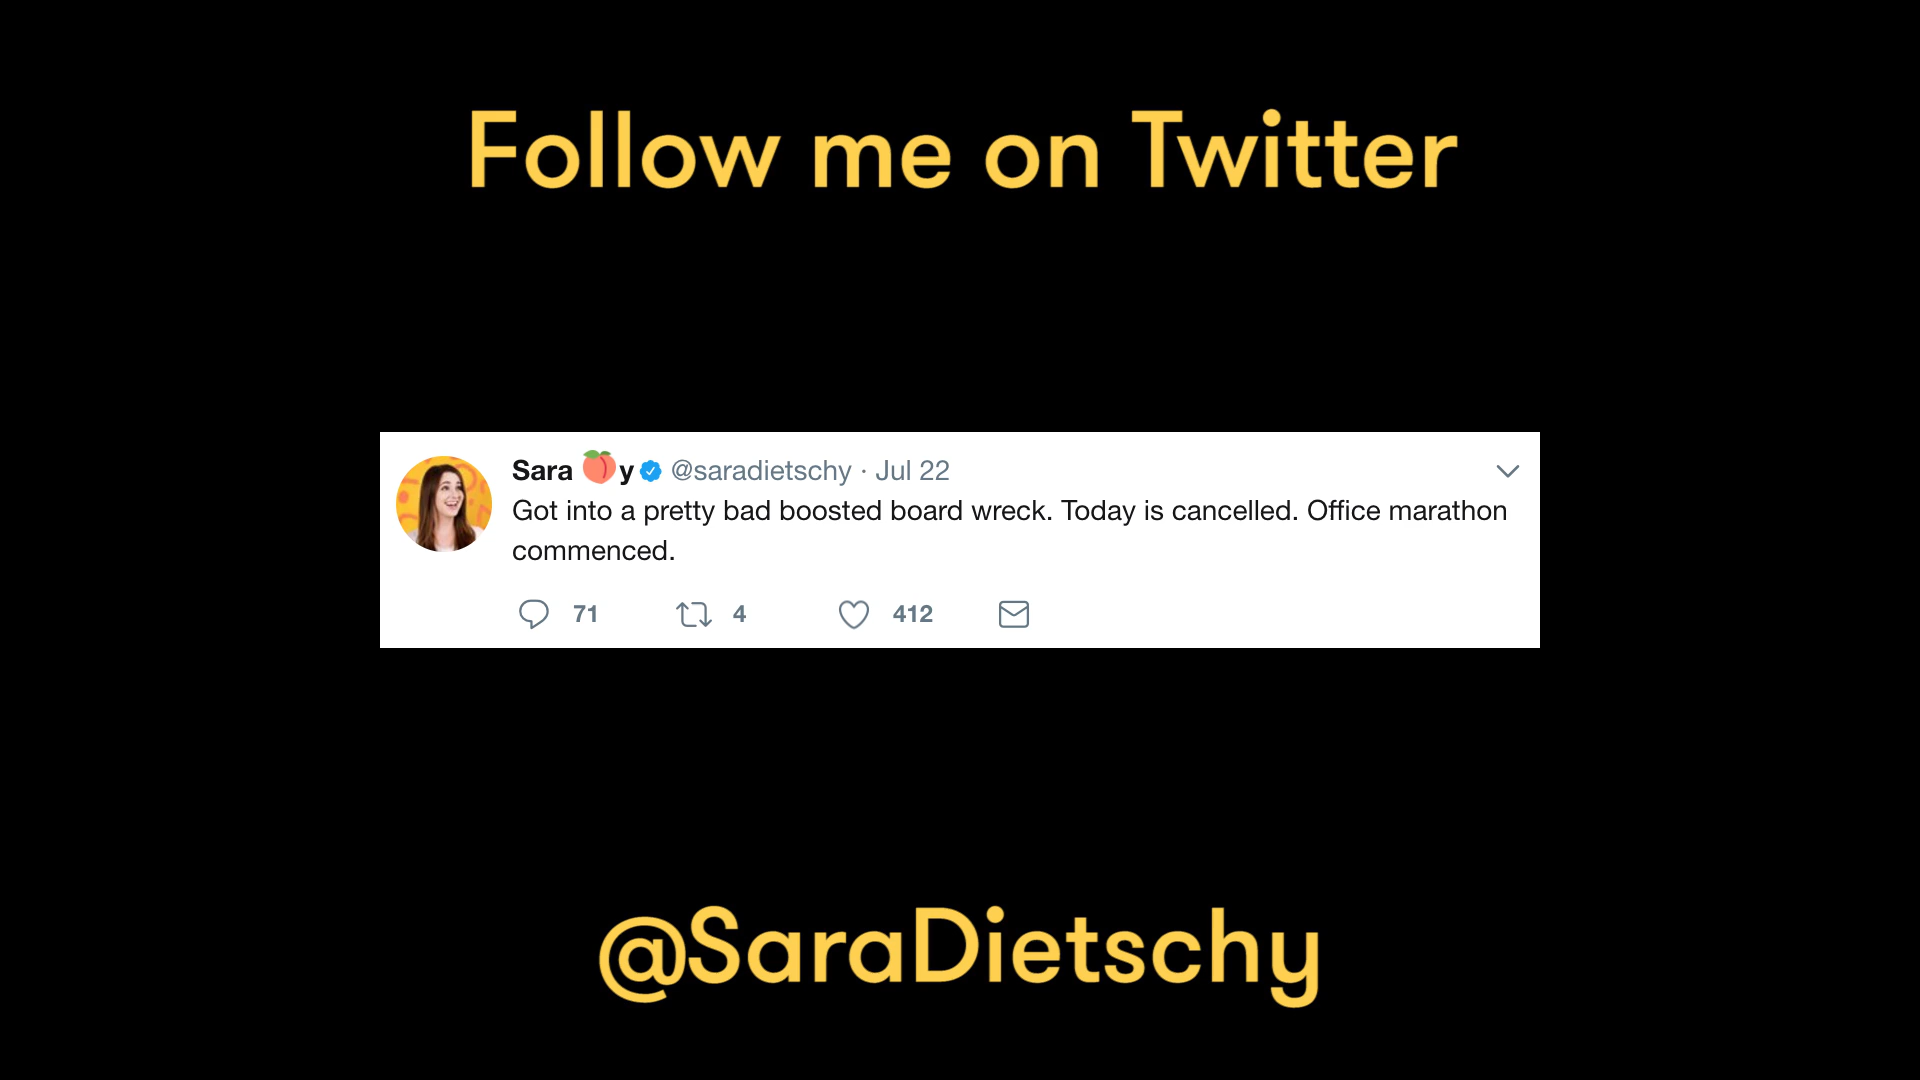 Follow me on Twitter
Sara 🍑y @saradietschy · Jul 22
Got into a pretty bad boosted board wreck. Today is cancelled. Office marathon
commenced.
71 4 412
@SaraDietschy